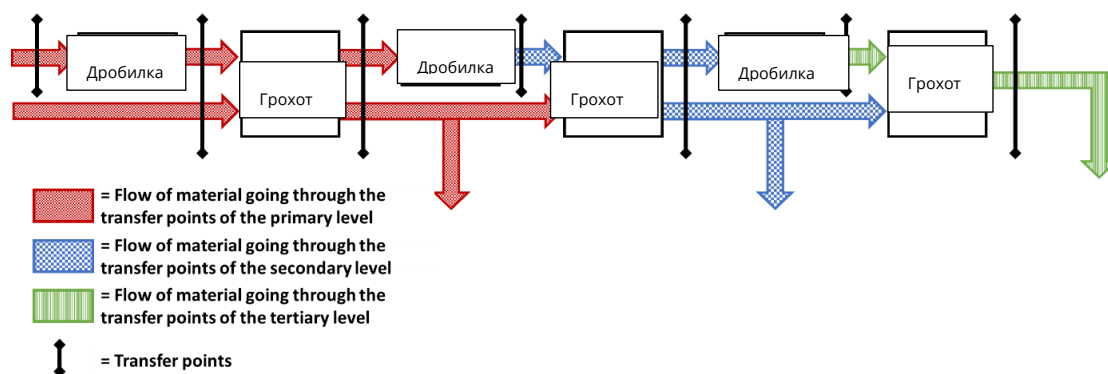 Дробилка
Грохот
Дробилка
Грохот
Дробилка
Грохот
= Flow of material going through the
transfer points of the primary level
= Flow of material going through the
transfer points of the secondary level
= Flow of material going through the
transfer points of the tertiary level
= Transfer points